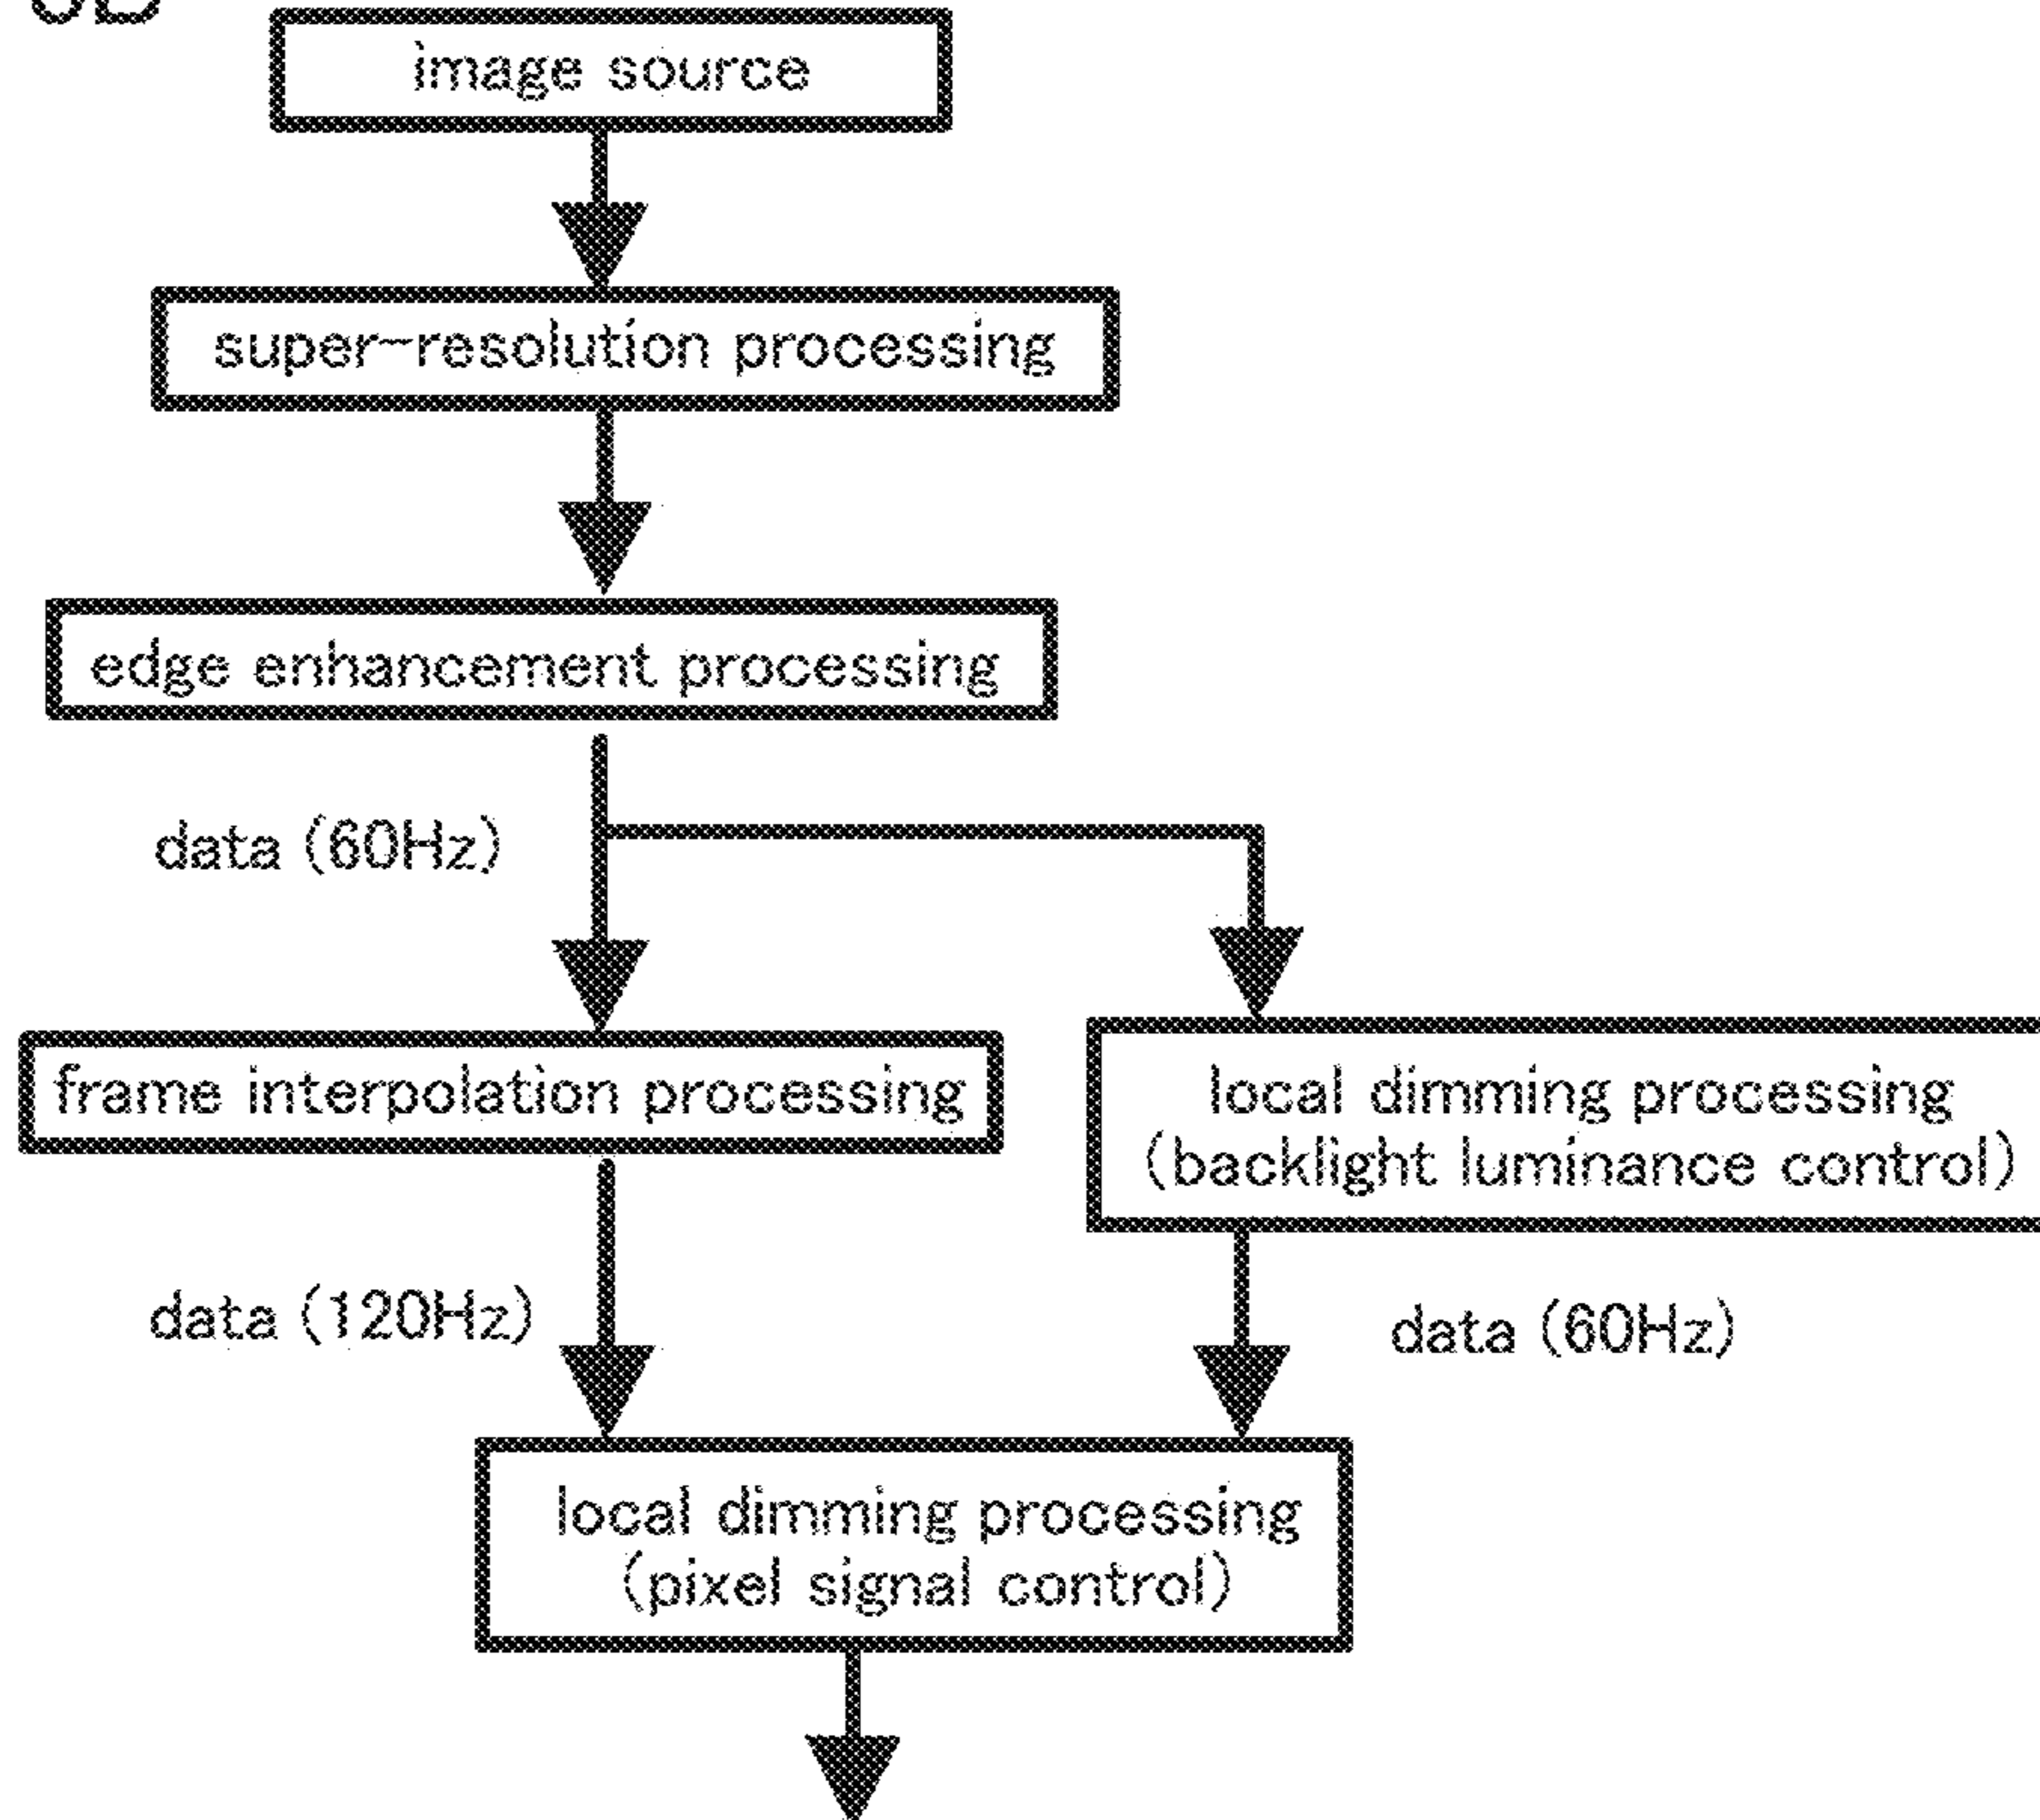 image source
super-resolution processing
edge enhancement processing
data (60Hz)
frame interpolation processing
local dimming processing
(backlight luminance control)
data (120Hz)
data (60Hz)
local dimming processing
(pixel signal control)